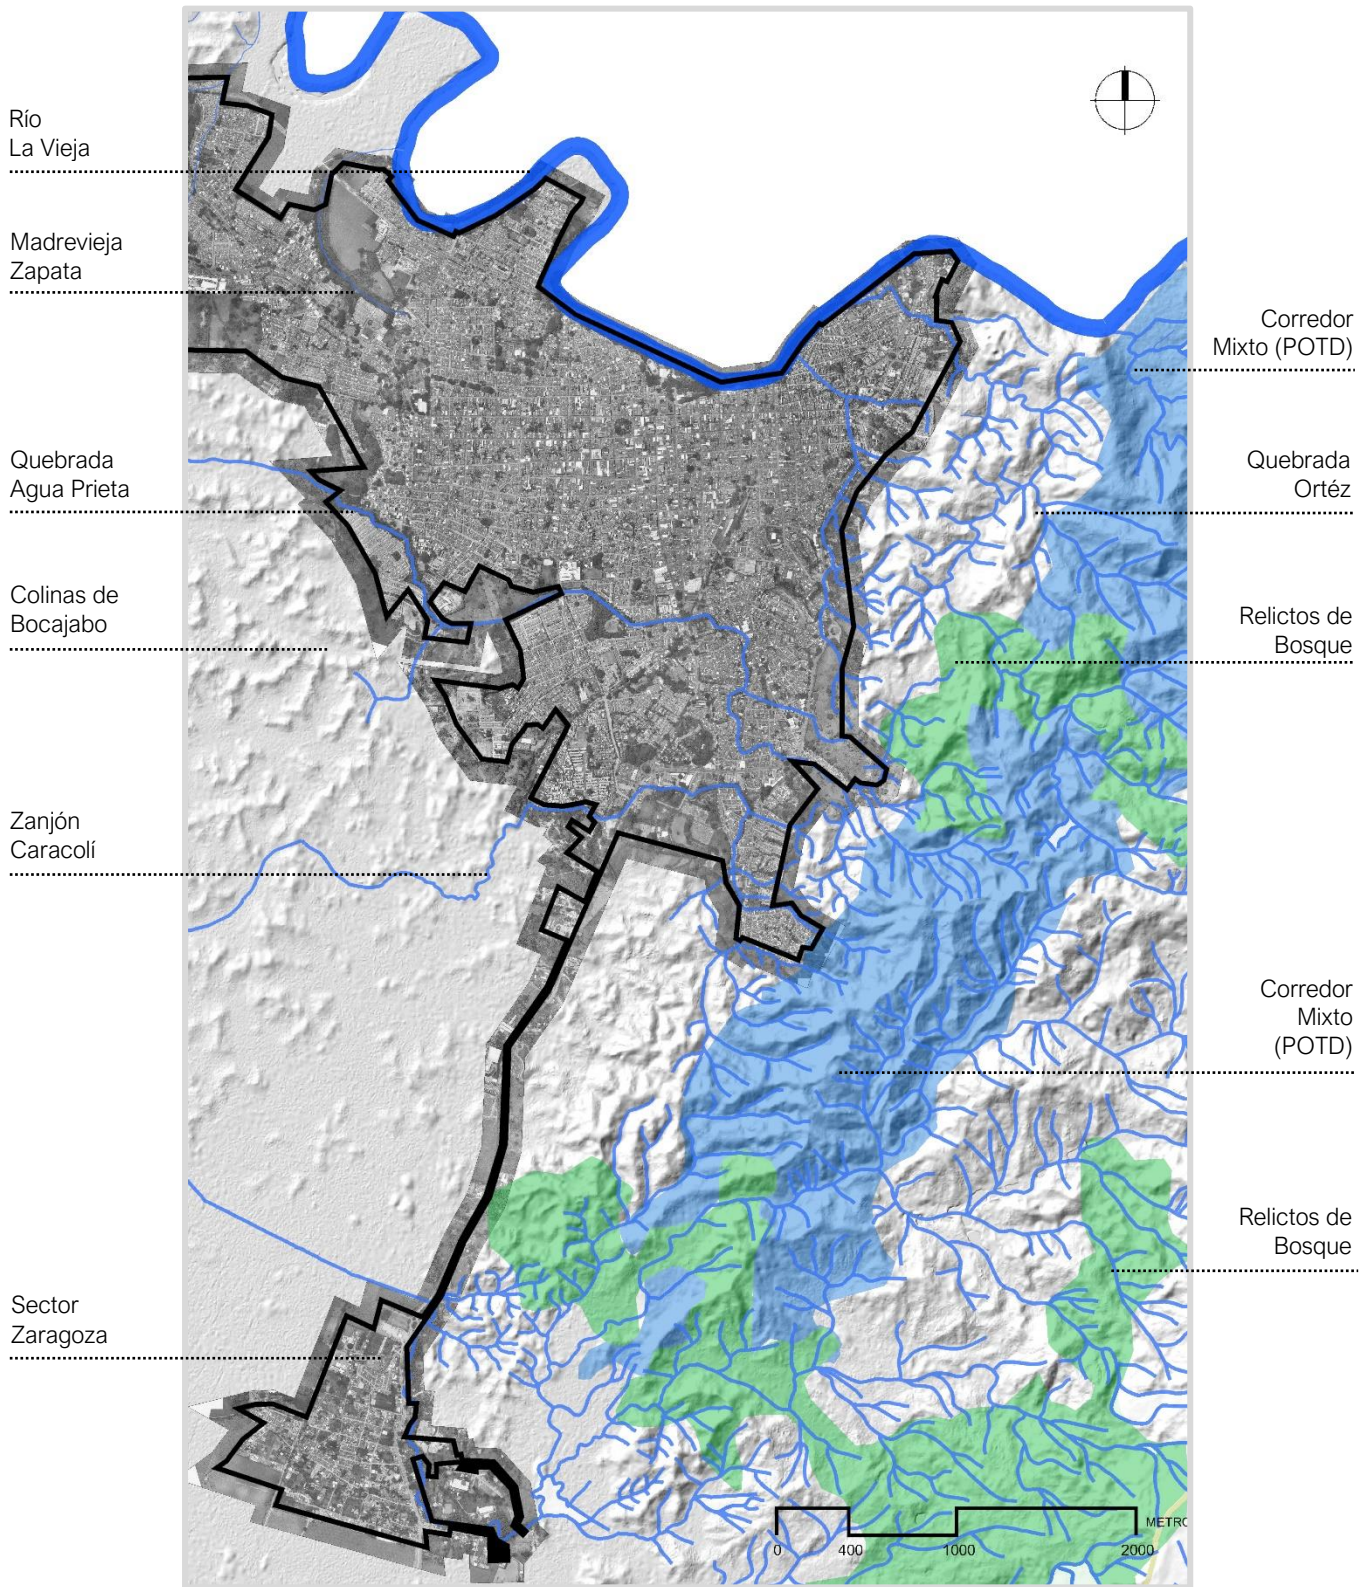 Río
La Vieja
Madrevieja
Zapata
Quebrada
Agua Prieta
Colinas de
Bocajabo
Zanjón
Caracolí
Sector
Zaragoza
Corredor
Mixto (POTD)
Quebrada
Ortéz
Relictos de
Bosque
Corredor
Mixto
(POTD)
Relictos de
Bosque
METRO
0 400 1000 2000